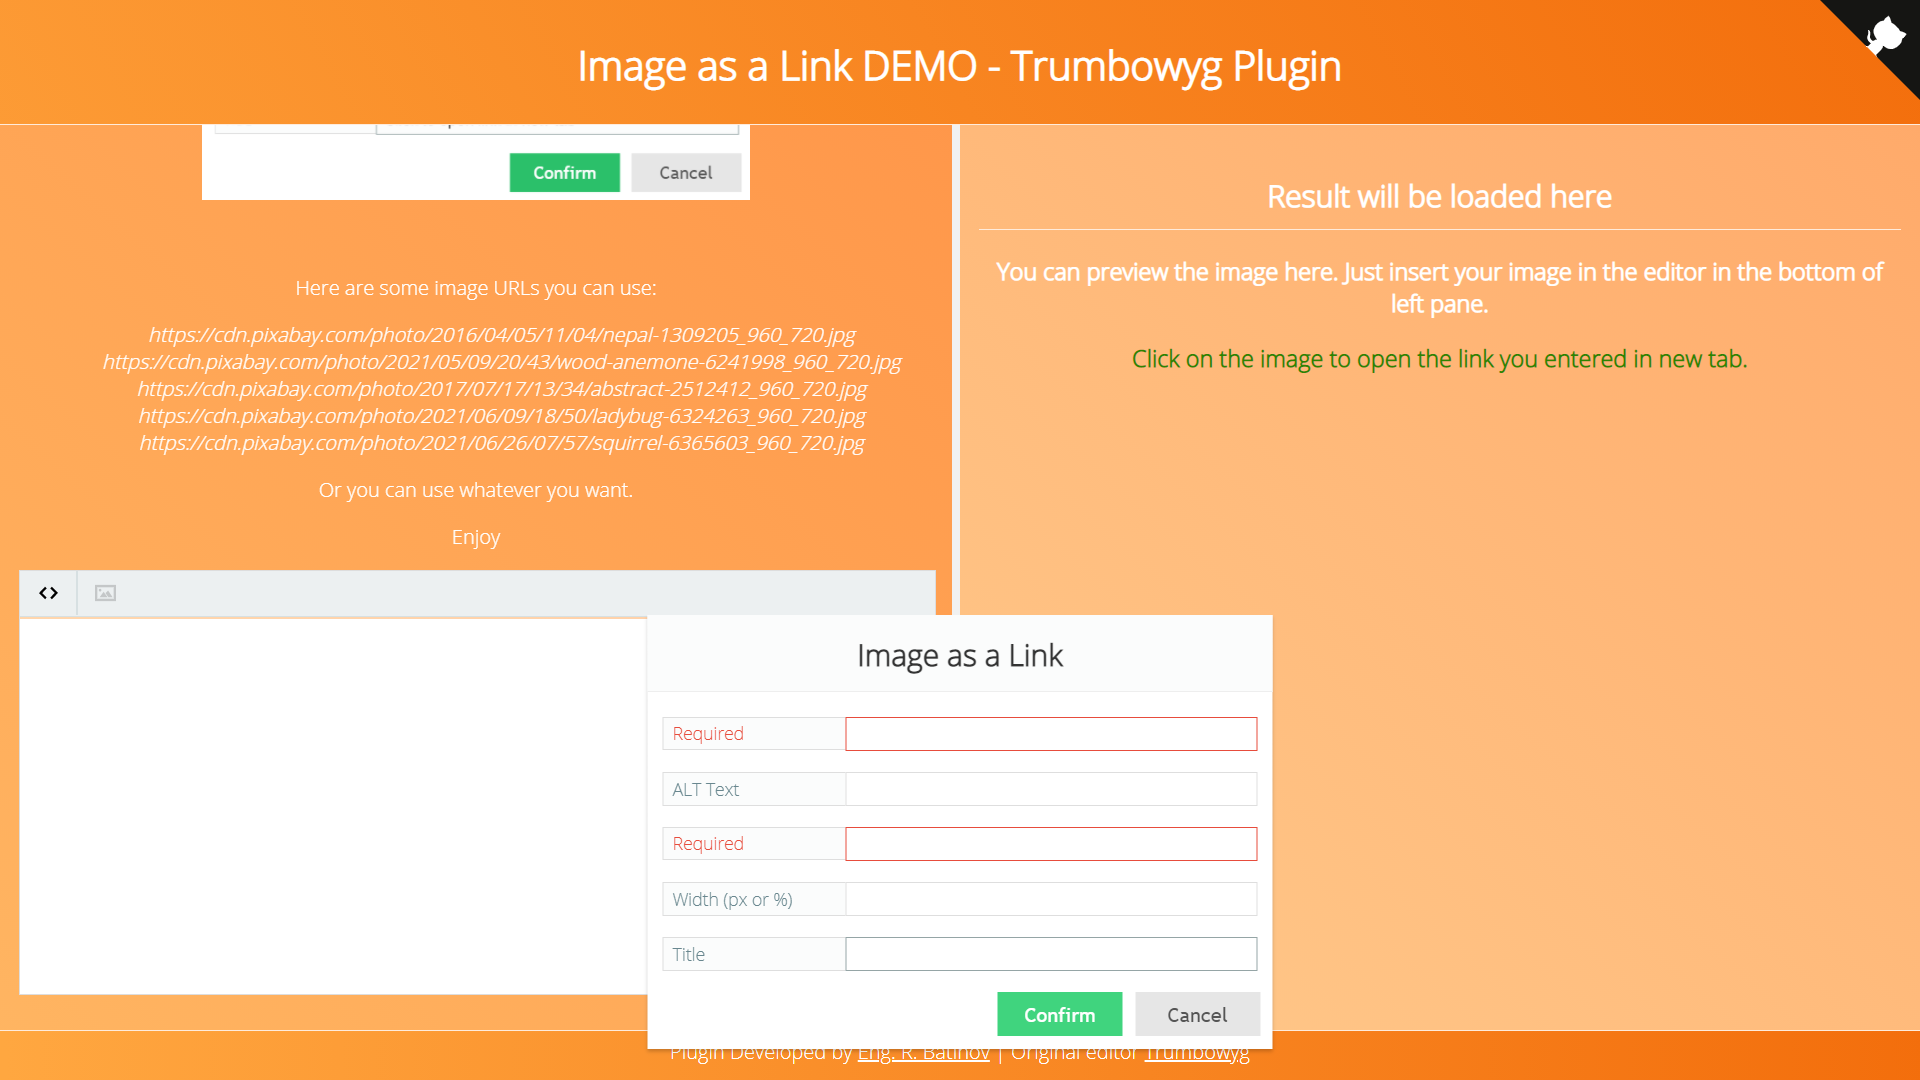 Image as a Link DEMO - Trumbowyg Plugin
Confirm
Cancel
Here are some image URLs you can use:
https://cdn.pixabay.com/photo/2016/04/05/11/04/nepal-1309205_960_720.jpg
https://cdn.pixabay.com/photo/2021/05/09/20/43/wood-anemone-6241998_960_720.jpg
https://cdn.pixabay.com/photo/2017/07/17/13/34/abstract-2512412_960_720.jpg
https://cdn.pixabay.com/photo/2021/06/09/18/50/ladybug-6324263_960_720.jpg
https://cdn.pixabay.com/photo/2021/06/26/07/57/squirrel-6365603_960_720.jpg
Or you can use whatever you want.
Enjoy
Result will be loaded here
You can preview the image here. Just insert your image in the editor in the bottom of
left pane.
Click on the image to open the link you entered in new tab.
Image as a Link
Required
ALT Text
Required
Width (px or %)
Title
Confirm
Cancel
Plugin Developed by Eng. R. Batinov | Original editor Trumbowyg